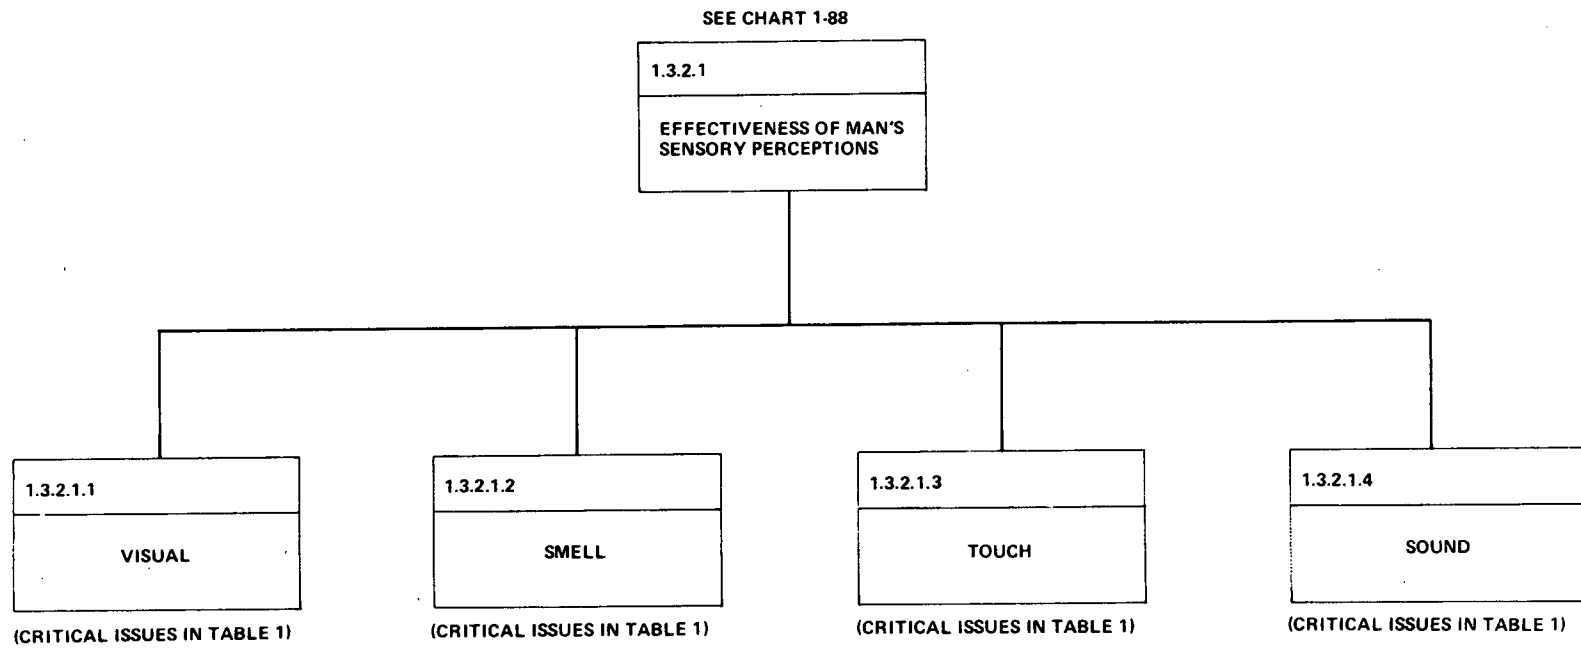 SEE CHART 1-88
1.3.2.1
EFFECTIVENESS OF MAN'S
SENSORY PERCEPTIONS
1.3.2.1.1
VISUAL
(CRITICAL ISSUES IN TABLE 1)
1.3.2.1.2
SMELL
(CRITICAL ISSUES IN TABLE 1)
1.3.2.1.3
TOUCH
(CRITICAL ISSUES IN TABLE 1)
1.3.2.1.4
SOUND
(CRITICAL ISSUES IN TABLE 1)